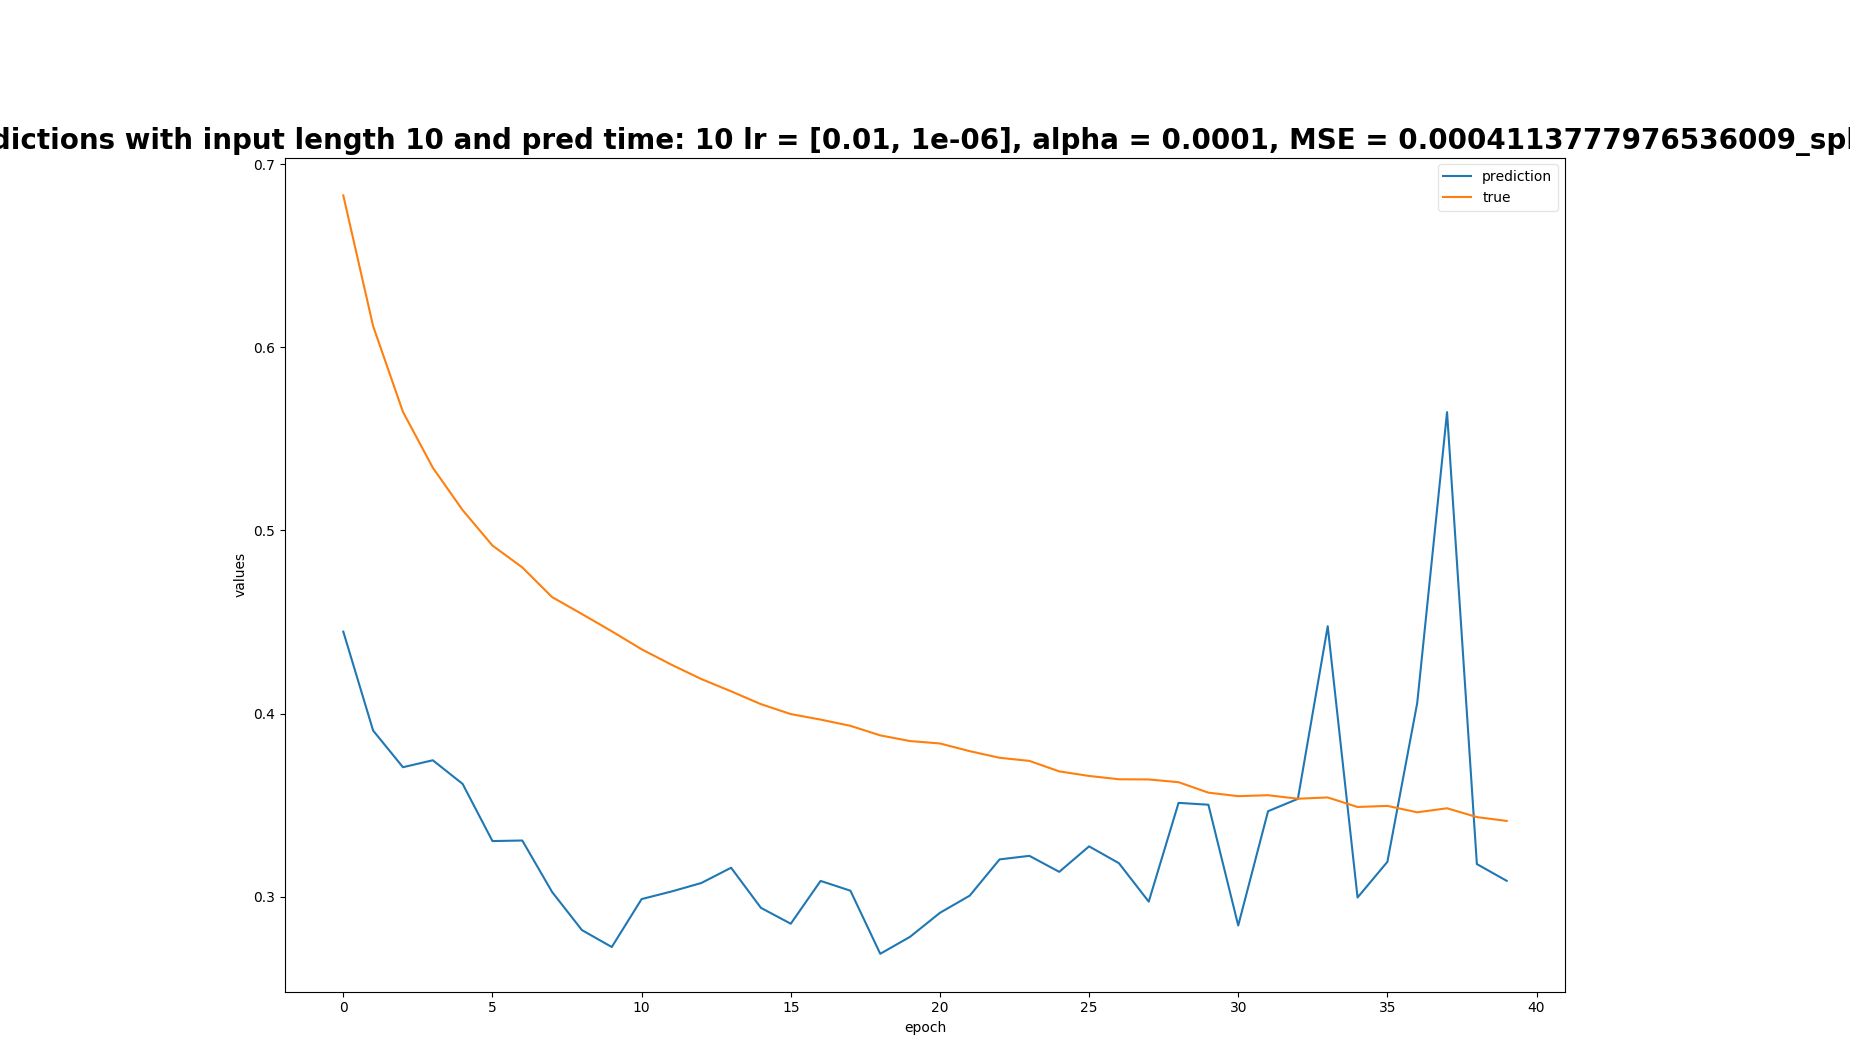 dictions with input length 10 and pred time: 10 lr = [0.01, 1e-06], alpha = 0.0001, MSE = 0.0004113777976536009_spl
prediction
true
0.7
0.6
0.5
0.4
0.3
values
0
5
10
15
20
25
30
35
40
epoch